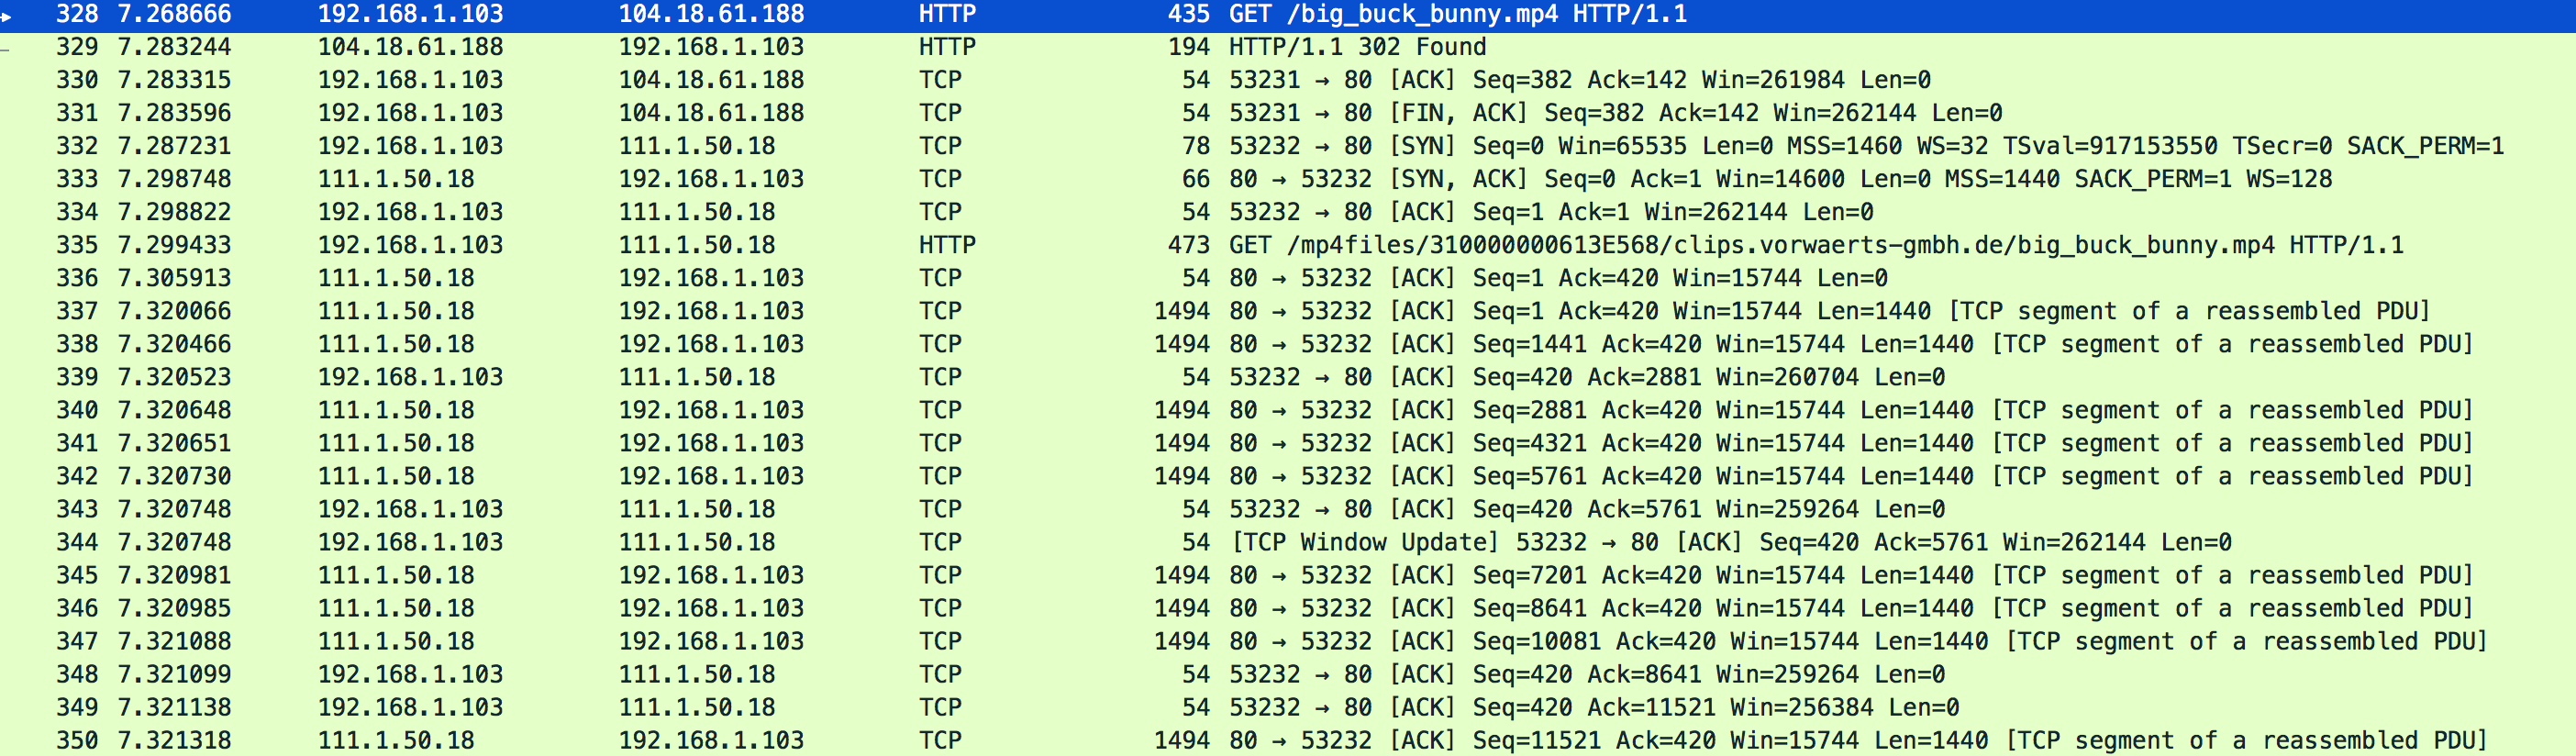 328 7.268666 192.168.1.103 104.18.61.188 HTTP 435 GET /big_buck_bunny.mp4 HTTP/1.1
329 7.283244 104.18.61.188 192.168.1.103 HTTP 194 HTTP/1.1 302 Found
330 7.283315 192.168.1.103 104.18.61.188 TCP 54 53231 → 80 [ACK] Seq=382 Ack=142 Win=261984 Len=0
331 7.283596 192.168.1.103 104.18.61.188 TCP 54 53231 → 80 [FIN, ACK] Seq=382 Ack=142 Win=262144 Len=0
332 7.287231 192.168.1.103 111.1.50.18 TCP 78 53232 → 80 [SYN] Seq=0 Win=65535 Len=0 MSS=1460 WS=32 TSval=917153550 TSecr=0 SACK_PERM=1
333 7.298748 111.1.50.18 192.168.1.103 TCP 66 80 → 53232 [SYN, ACK] Seq=0 Ack=1 Win=14600 Len=0 MSS=1440 SACK_PERM=1 WS=128
334 7.298822 192.168.1.103 111.1.50.18 TCP 54 53232 → 80 [ACK] Seq=1 Ack=1 Win=262144 Len=0
335 7.299433 192.168.1.103 111.1.50.18 HTTP 473 GET /mp4files/310000000613E568/clips.vorwaerts-gmbh.de/big_buck_bunny.mp4 HTTP/1.1
336 7.305913 111.1.50.18 192.168.1.103 TCP 54 80 → 53232 [ACK] Seq=1 Ack=420 Win=15744 Len=0
337 7.320066 111.1.50.18 192.168.1.103 TCP 1494 80 → 53232 [ACK] Seq=1 Ack=420 Win=15744 Len=1440 [TCP segment of a reassembled PDU]
338 7.320466 111.1.50.18 192.168.1.103 TCP 1494 80 → 53232 [ACK] Seq=1441 Ack=420 Win=15744 Len=1440 [TCP segment of a reassembled PDU]
339 7.320523 192.168.1.103 111.1.50.18 TCP 54 53232 → 80 [ACK] Seq=420 Ack=2881 Win=260704 Len=0
340 7.320648 111.1.50.18 192.168.1.103 TCP 1494 80 → 53232 [ACK] Seq=2881 Ack=420 Win=15744 Len=1440 [TCP segment of a reassembled PDU]
341 7.320651 111.1.50.18 192.168.1.103 TCP 1494 80 → 53232 [ACK] Seq=4321 Ack=420 Win=15744 Len=1440 [TCP segment of a reassembled PDU]
342 7.320730 111.1.50.18 192.168.1.103 TCP 1494 80 → 53232 [ACK] Seq=5761 Ack=420 Win=15744 Len=1440 [TCP segment of a reassembled PDU]
343 7.320748 192.168.1.103 111.1.50.18 TCP 54 53232 → 80 [ACK] Seq=420 Ack=5761 Win=259264 Len=0
344 7.320748 192.168.1.103 111.1.50.18 TCP 54 [TCP Window Update] 53232 → 80 [ACK] Seq=420 Ack=5761 Win=262144 Len=0
345 7.320981 111.1.50.18 192.168.1.103 TCP 1494 80 → 53232 [ACK] Seq=7201 Ack=420 Win=15744 Len=1440 [TCP segment of a reassembled PDU]
346 7.320985 111.1.50.18 192.168.1.103 TCP 1494 80 → 53232 [ACK] Seq=8641 Ack=420 Win=15744 Len=1440 [TCP segment of a reassembled PDU]
347 7.321088 111.1.50.18 192.168.1.103 TCP 1494 80 → 53232 [ACK] Seq=10081 Ack=420 Win=15744 Len=1440 [TCP segment of a reassembled PDU]
348 7.321099 192.168.1.103 111.1.50.18 TCP 54 53232 → 80 [ACK] Seq=420 Ack=8641 Win=259264 Len=0
349 7.321138 192.168.1.103 111.1.50.18 TCP 54 53232 → 80 [ACK] Seq=420 Ack=11521 Win=256384 Len=0
350 7.321318 111.1.50.18 192.168.1.103 TCP 1494 80 → 53232 [ACK] Seq=11521 Ack=420 Win=15744 Len=1440 [TCP segment of a reassembled PDU]